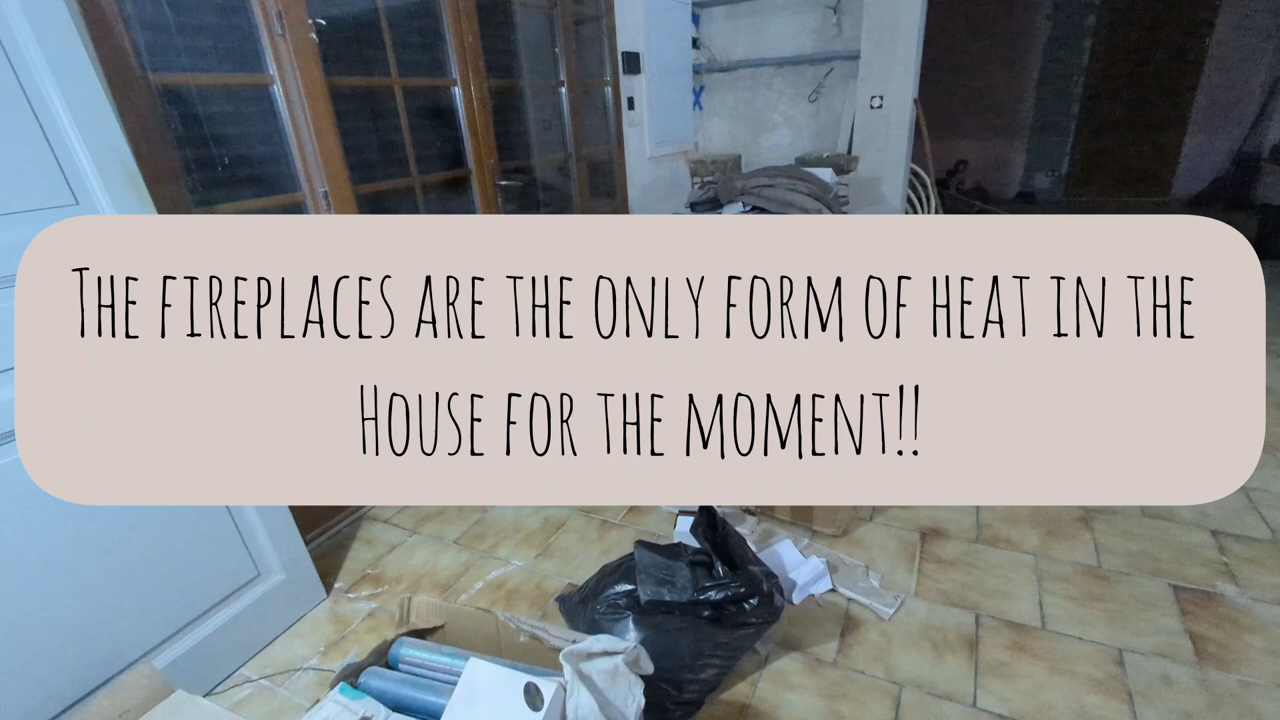 The fireplaces are the only form of heat in the
House for the moment!!